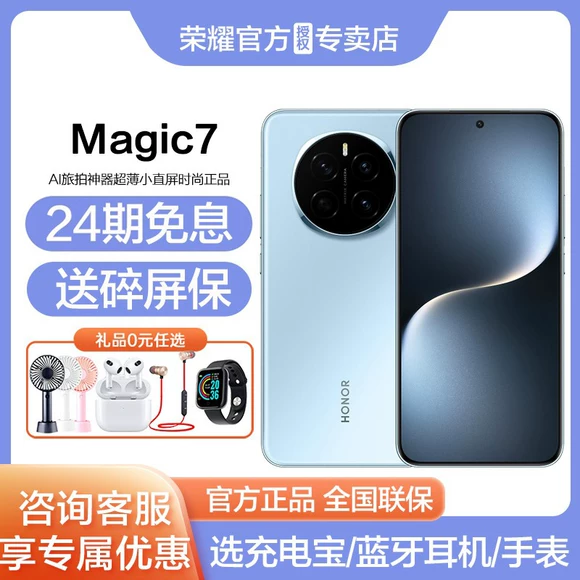 荣耀官方授权专卖店
Magic7
AI旅拍神器超薄小直屏时尚正品
24期免息
送碎屏保
礼品0元任选
HONOR
咨询客服
享专属优惠
官方正品 全国联保
选充电宝/蓝牙耳机/手表